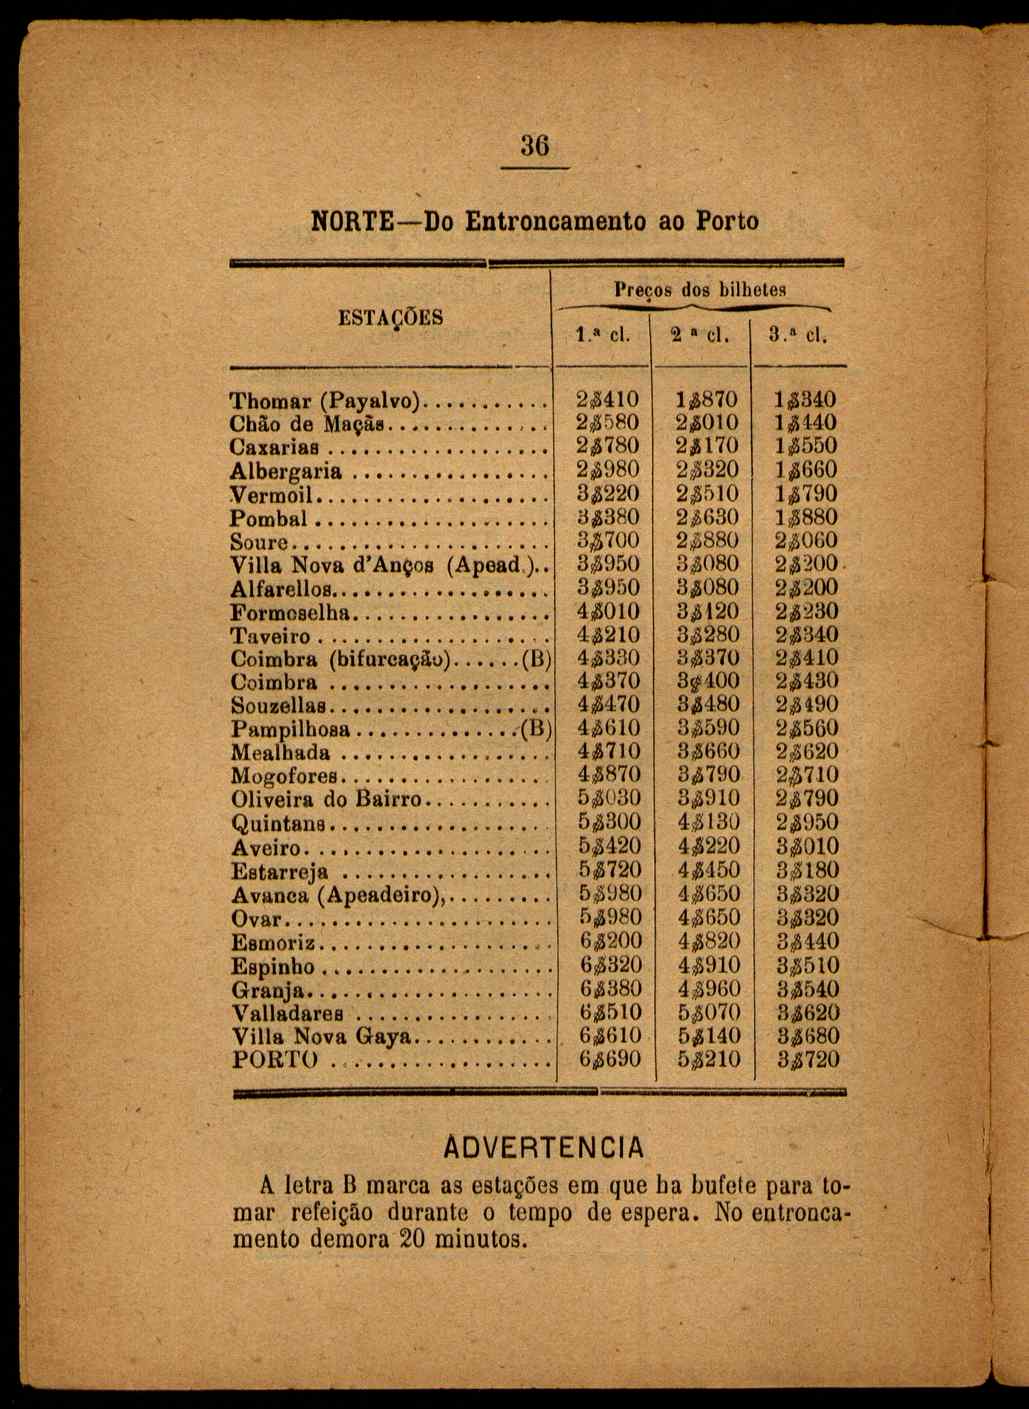 36
NORTE—Do Entroncamento ao Porto
ESTAÇÕES
Preços dos bilhetes
1.ª cl. 2 ª cl. 3.ª cl.
Thomar (Payalvo)........... 2$410 1$870 1$340
Chão de Maçãs.............. 2$580 2$010 1$440
Caxarias ................... 2$780 2$170 1$550
Albergaria ................. 2$980 2$320 1$660
Vermoil.................... 3$220 2$510 1$790
Pombal .................... 3$380 2$630 1$880
Soure...................... 3$700 2$880 2$060
Villa Nova d'Anços (Apead.).. 3$950 3$080 2$200
Alfarellos.................. 3$950 3$080 2$200
Formoselha................. 4$010 3$120 2$230
Taveiro .................... 4$210 3$280 2$340
Coimbra (bifurcação)......(B) 4$330 3$370 2$410
Coimbra ................... 4$370 3$400 2$430
Souzellas................... 4$470 3$480 2$490
Pampilhosa..............(B) 4$610 3$590 2$560
Mealhada .................. 4$710 3$660 2$620
Mogofores.................. 4$870 3$790 2$710
Oliveira do Bairro........... 5$030 3$910 2$790
Quintans................... 5$300 4$130 2$950
Aveiro..................... 5$420 4$220 3$010
Estarreja .................. 5$720 4$450 3$180
Avanca (Apeadeiro),......... 5$980 4$650 3$320
Ovar....................... 5$980 4$650 3$320
Esmoriz.................... 6$200 4$820 3$440
Espinho .................... 6$320 4$910 3$510
Granja..................... 6$380 4$960 3$540
Valladares ................. 6$510 5$070 3$620
Villa Nova Gaya............ 6$610 5$140 3$680
PORTO ................... 6$690 5$210 3$720
ADVERTENCIA
A letra B marca as estações em que ha bufete para to-
mar refeição durante o tempo de espera. No entronca-
mento demora 20 minutos.